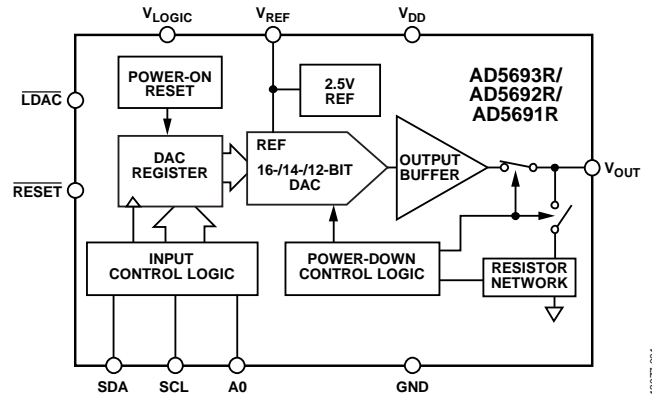 VLOGIC
VREF
VDD
POWER-ON
RESET
2.5V
REF
AD5693R/
AD5692R/
AD5691R
LDAC
DAC
REGISTER
REF
16-/14-/12-BIT
DAC
OUTPUT
BUFFER
VOUT
RESET
INPUT
CONTROL LOGIC
POWER-DOWN
CONTROL LOGIC
RESISTOR
NETWORK
SDA
SCL
A0
GND